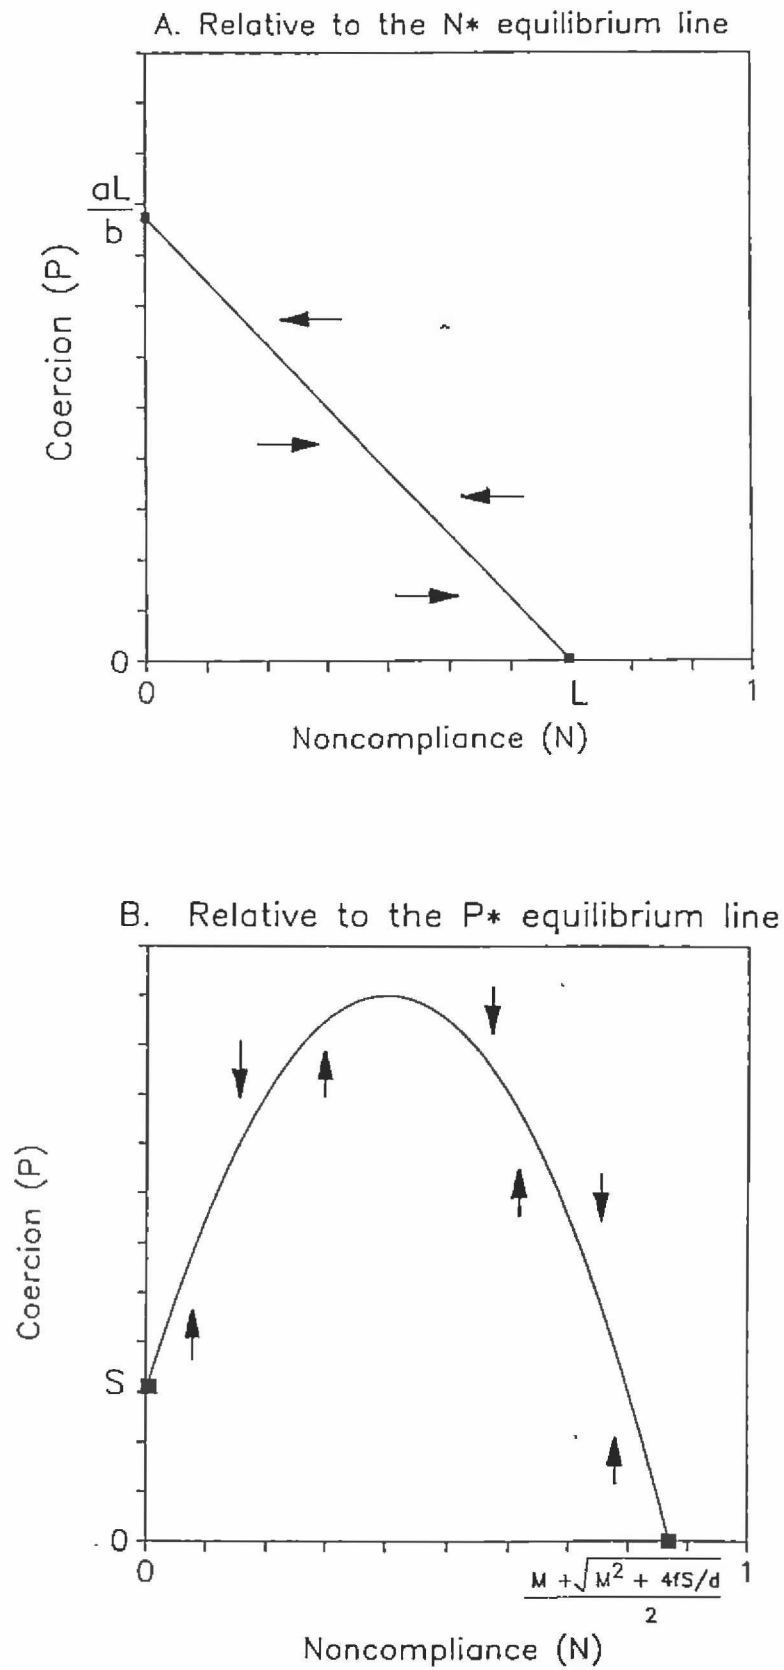 A. Relative to the N* equilibrium line
aL
b
Coercion (P)
0
0
L
1
Noncompliance (N)
B. Relative to the P* equilibrium line
Coercion (P)
S
0
0
M + √M² + 4fS/d
2
1
Noncompliance (N)